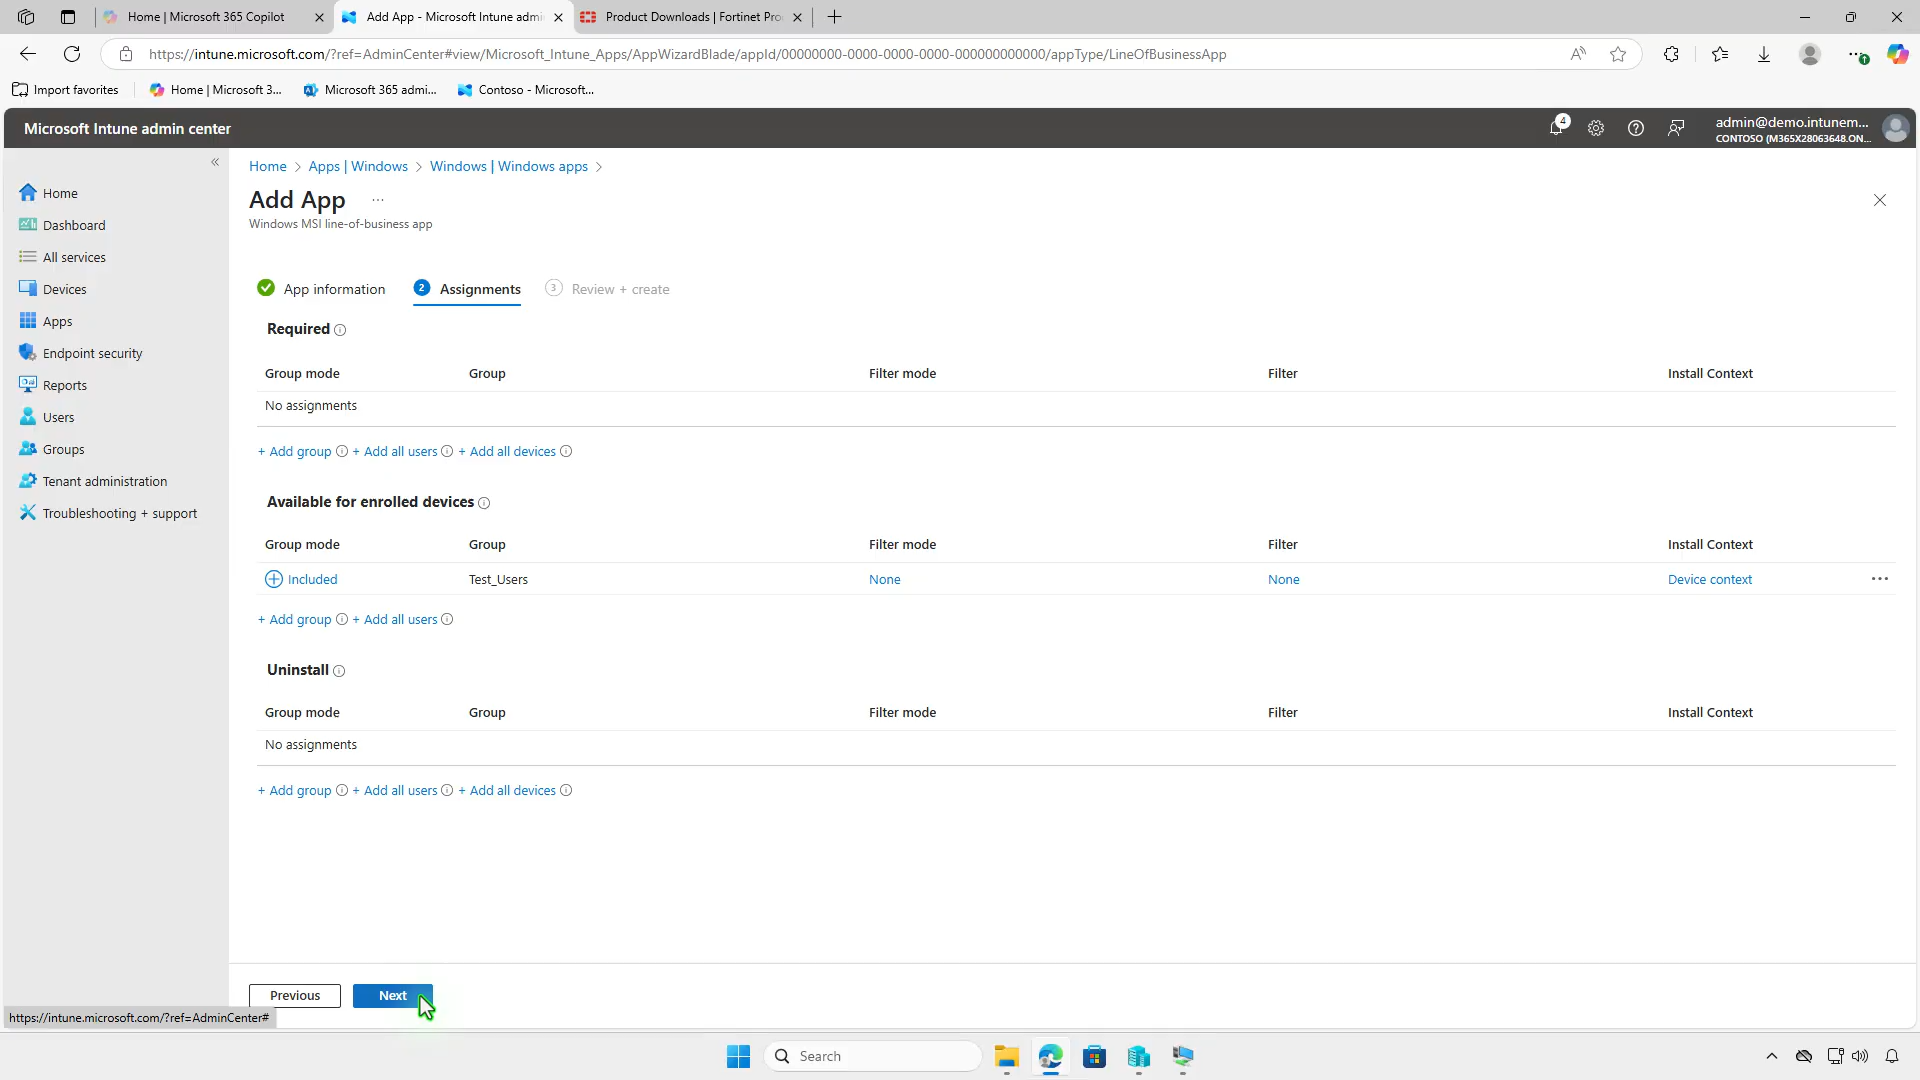 Home | Microsoft 365 Copilot
Add App - Microsoft Intune admin
Product Downloads | Fortinet Pro
https://intune.microsoft.com/?ref=AdminCenter#view/Microsoft_Intune_Apps/AppWizardBlade/appId/00000000-0000-0000-0000-000000000000/appType/LineOfBusinessApp
Import favorites
Home | Microsoft 3...
Microsoft 365 admi...
Contoso - Microsoft...
Microsoft Intune admin center
4
admin@demo.intunem...
CONTOSO (M365X28063648.ON...
Home
Dashboard
All services
Devices
Apps
Endpoint security
Reports
Users
Groups
Tenant administration
Troubleshooting + support
Home > Apps | Windows > Windows | Windows apps >
Add App ...
Windows MSI line-of-business app
App information
2 Assignments
3 Review + create
Required
Group mode Group Filter mode Filter Install Context
No assignments
+ Add group + Add all users + Add all devices
Available for enrolled devices
Group mode Group Filter mode Filter Install Context
Included Test_Users None None Device context
+ Add group + Add all users
Uninstall
Group mode Group Filter mode Filter Install Context
No assignments
+ Add group + Add all users + Add all devices
Previous
Next
https://intune.microsoft.com/?ref=AdminCenter#
Search